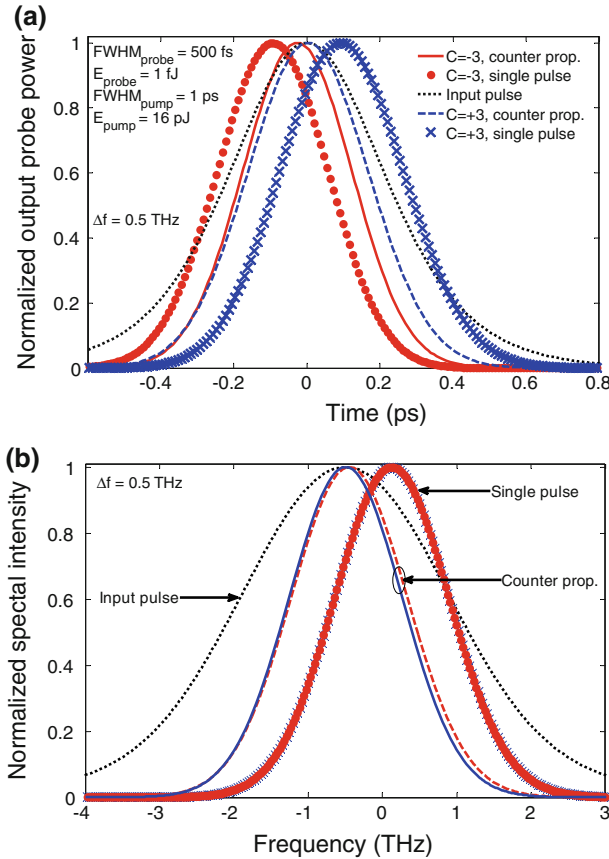 (a)
FWHMprobe = 500 fs
Eprobe = 1 fJ
FWHMpump = 1 ps
Epump = 16 pJ
Δf = 0.5 THz
C=-3, counter prop.
C=-3, single pulse
Input pulse
C=+3, counter prop.
C=+3, single pulse
Normalized output probe power
1
0.8
0.6
0.4
0.2
0
-0.4
-0.2
0
0.2
0.4
0.6
0.8
Time (ps)
(b)
Δf = 0.5 THz
Single pulse
Input pulse
Counter prop.
Normalized spectal intensity
1
0.8
0.6
0.4
0.2
0
-4
-3
-2
-1
0
1
2
3
Frequency (THz)